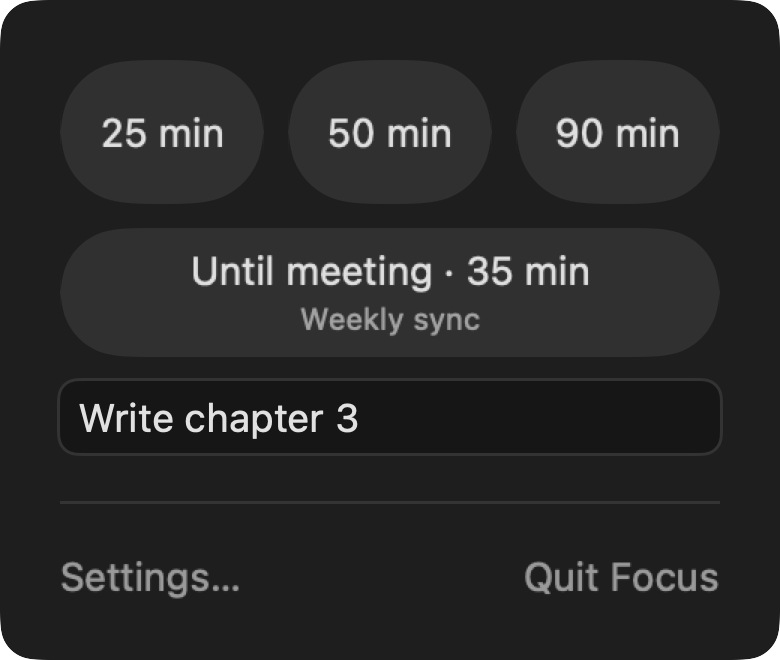 25 min 50 min 90 min
Until meeting · 35 min
Weekly sync
Write chapter 3
Settings... Quit Focus